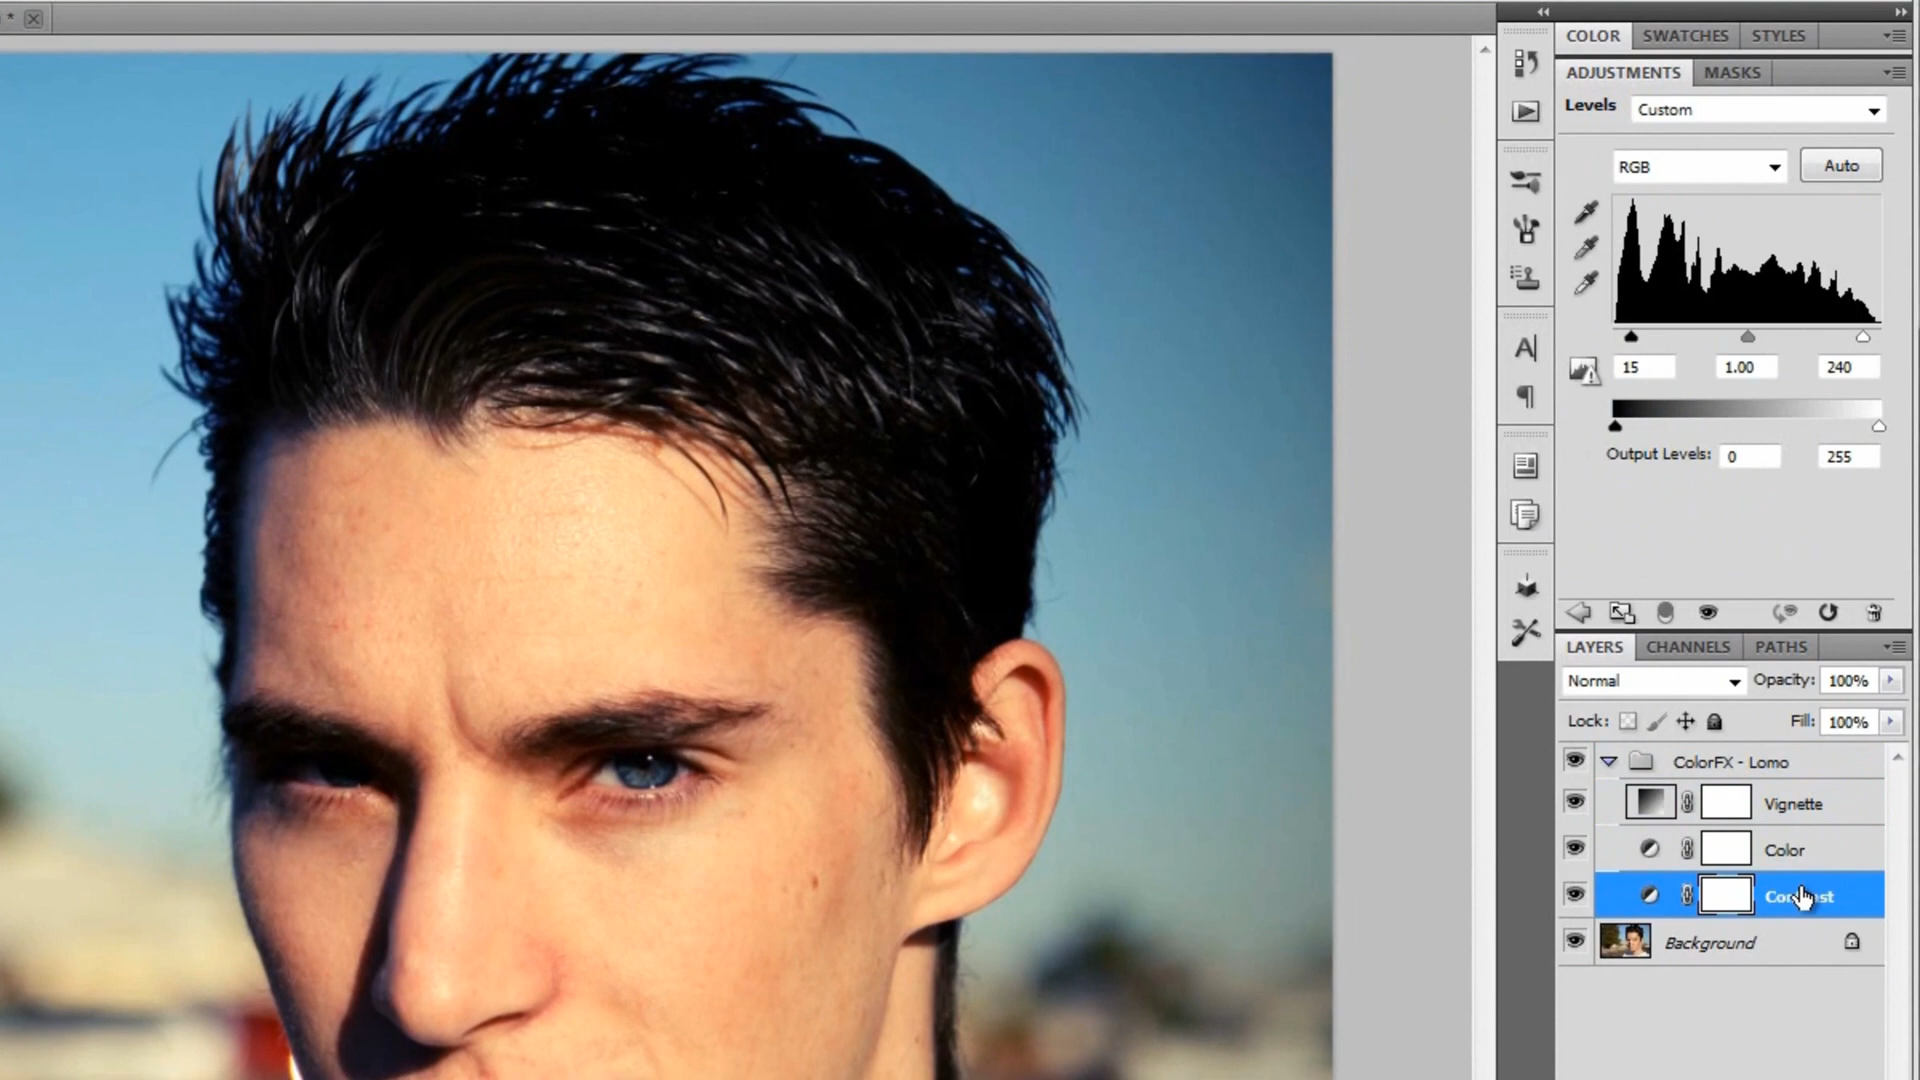 *
COLOR SWATCHES STYLES
ADJUSTMENTS MASKS
Levels Custom
RGB Auto
15 1.00 240
Output Levels: 0 255
LAYERS CHANNELS PATHS
Normal Opacity: 100%
Lock: Fill: 100%
ColorFX - Lomo
Vignette
Color
Background